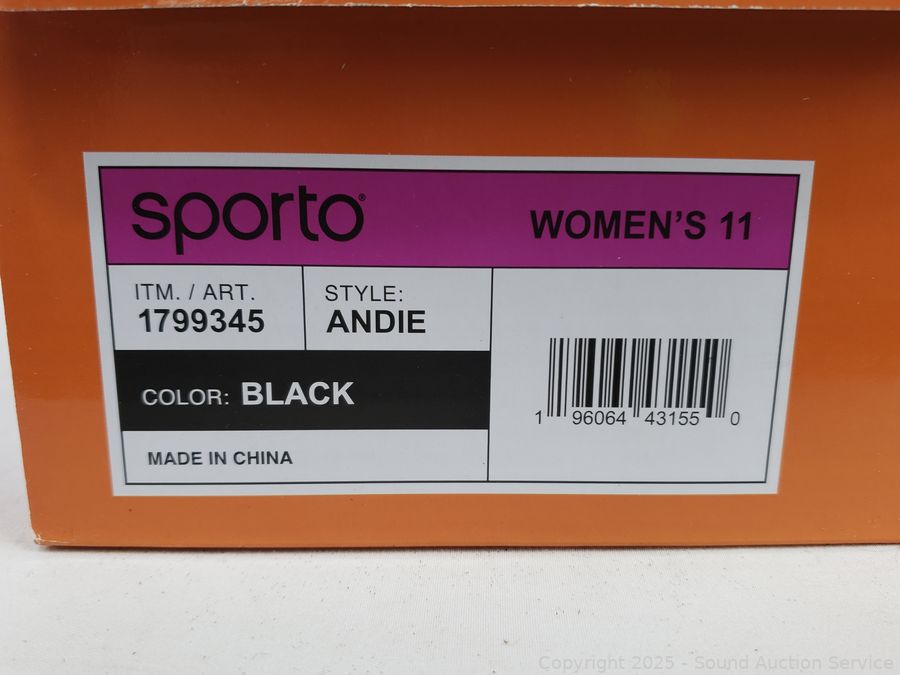 sporto®
WOMEN'S 11
ITM. / ART.
1799345
STYLE:
ANDIE
COLOR: BLACK
MADE IN CHINA
1 96064 43155 0
Copyright © 2025 - Sound Auction Service